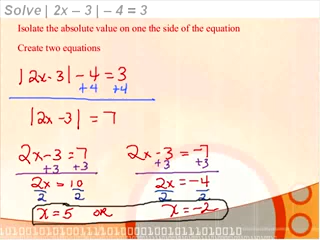 Solve | 2x – 3 | – 4 = 3
Isolate the absolute value on one the side of the equation
Create two equations
|2x-3| - 4 = 3
+4 +4
|2x-3| = 7
2x-3 = 7 2x-3 = -7
+3 +3 +3 +3
2x = 10 2x = -4
2 2 2 2
x = 5 OR x = -2